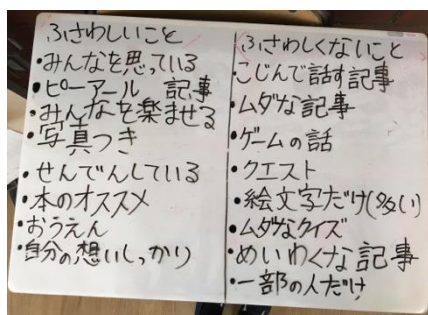 ふさわしいこと
・みんなを思っている
・ピーアール 記事
・みんなを楽ませる
・写真つき
・せんでんしている
・本のオススメ
・おうえん
・自分の想いしっかり
ふさわしくないこと
・こじんで話す記事
・ムダな記事
・ゲームの話
・クエスト
・絵文字だけ(多い)
・ムダなクイズ
・めいわくな記事
・一部の人だけ